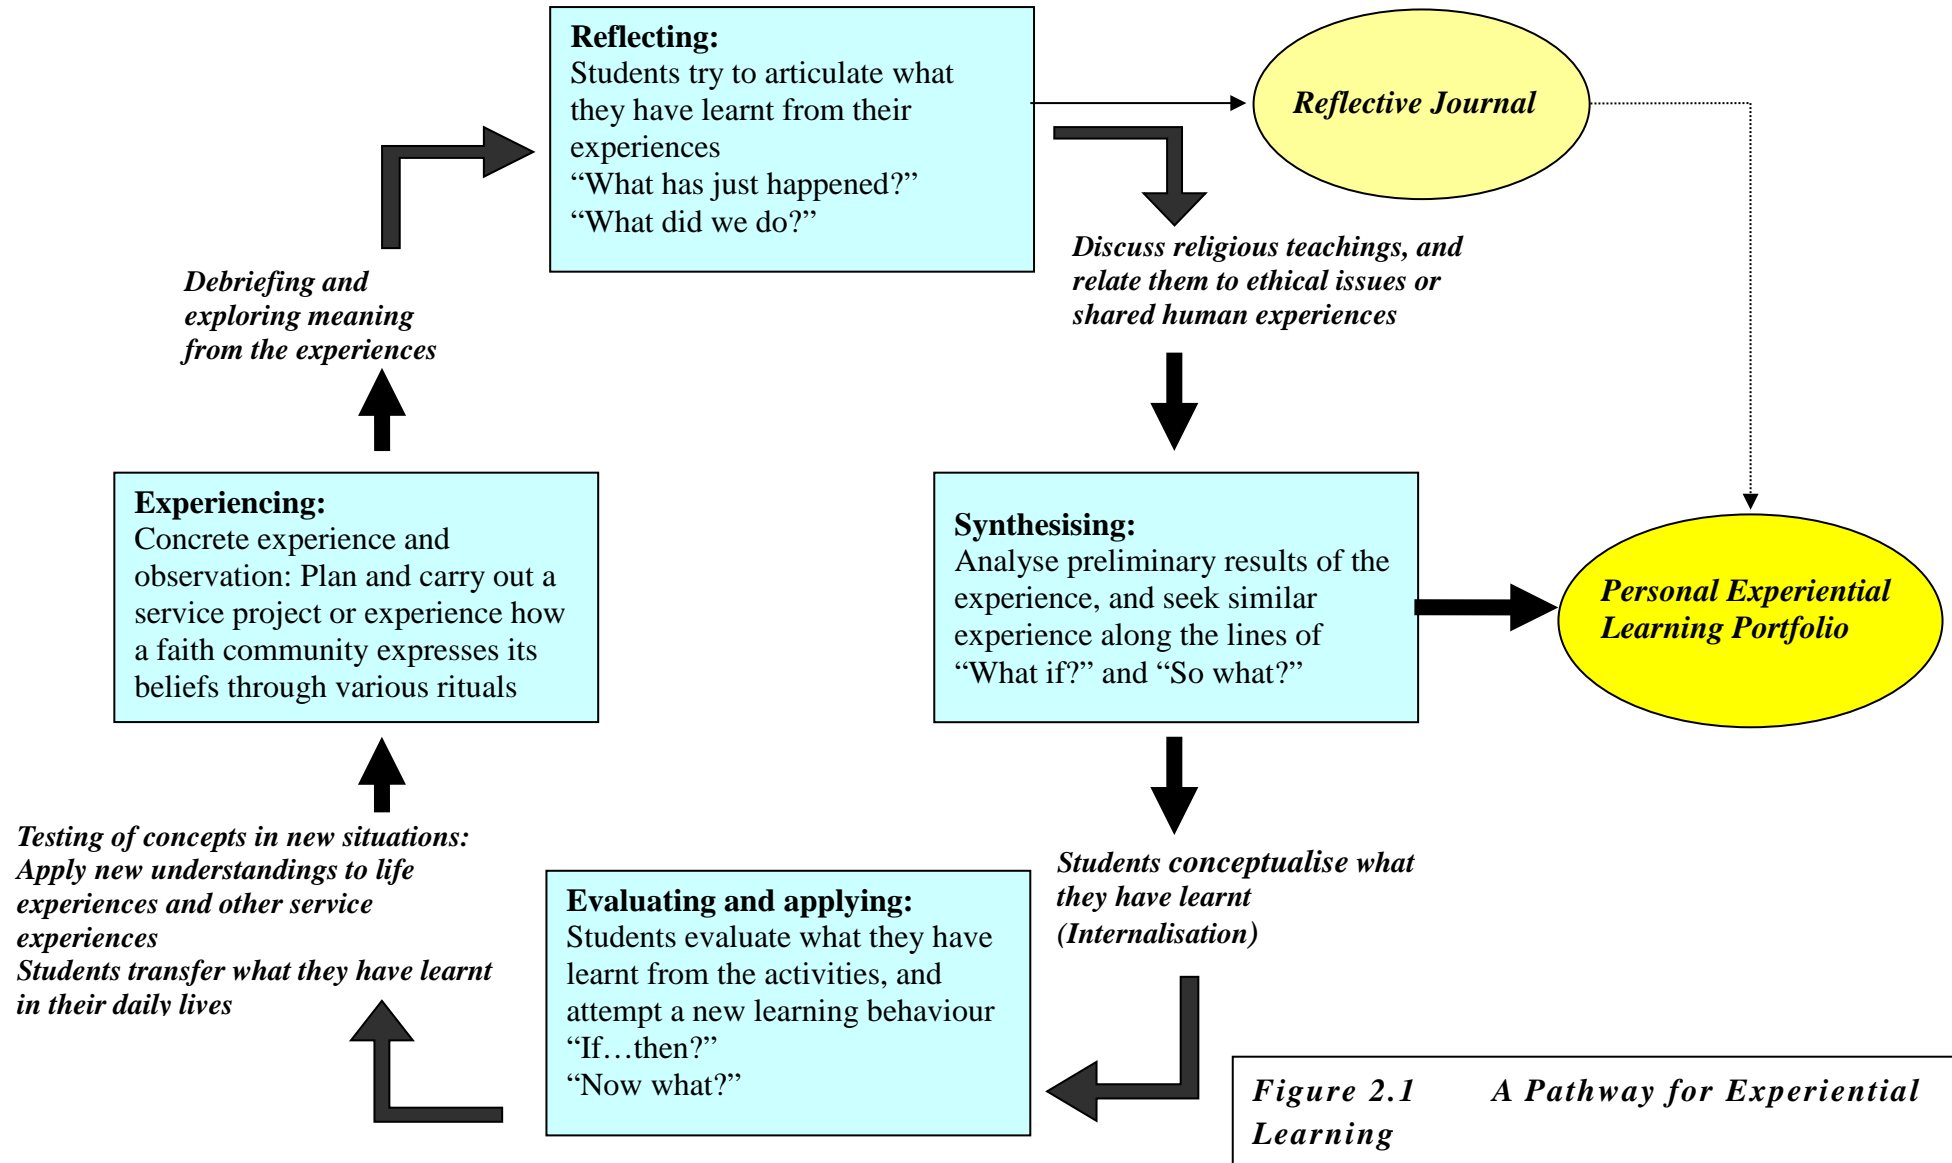 Reflecting:
Students try to articulate what
they have learnt from their
experiences
“What has just happened?”
“What did we do?”
Reflective Journal
Debriefing and
exploring meaning
from the experiences
Discuss religious teachings, and
relate them to ethical issues or
shared human experiences
Experiencing:
Concrete experience and
observation: Plan and carry out a
service project or experience how
a faith community expresses its
beliefs through various rituals
Synthesising:
Analyse preliminary results of the
experience, and seek similar
experience along the lines of
“What if?” and “So what?”
Personal Experiential
Learning Portfolio
Testing of concepts in new situations:
Apply new understandings to life
experiences and other service
experiences
Students transfer what they have learnt
in their daily lives
Evaluating and applying:
Students evaluate what they have
learnt from the activities, and
attempt a new learning behaviour
“If…then?”
“Now what?”
Students conceptualise what
they have learnt
(Internalisation)
Figure 2.1 A Pathway for Experiential
Learning